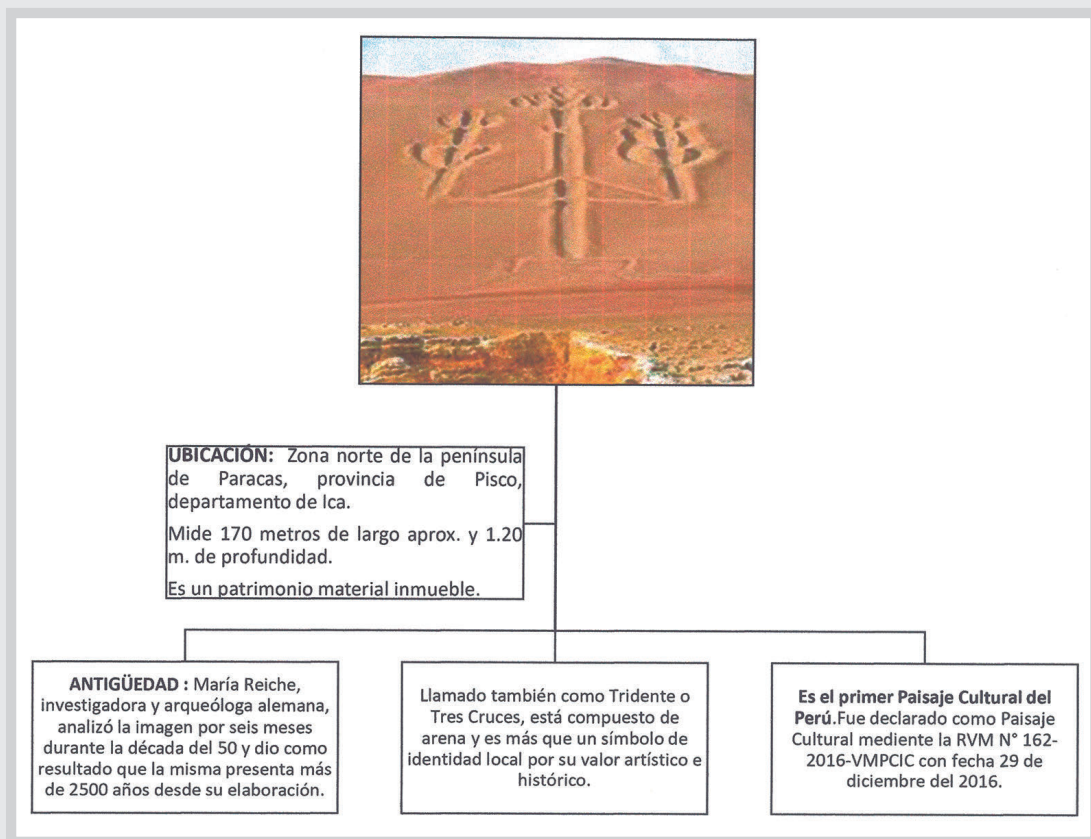 UBICACIÓN: Zona norte de la península
de Paracas, provincia de Pisco,
departamento de Ica.
Mide 170 metros de largo aprox. y 1.20
m. de profundidad.
Es un patrimonio material inmueble.
ANTIGÜEDAD : María Reiche,
investigadora y arqueóloga alemana,
analizó la imagen por seis meses
durante la década del 50 y dio como
resultado que la misma presenta más
de 2500 años desde su elaboración.
Llamado también como Tridente o
Tres Cruces, está compuesto de
arena y es más que un símbolo de
identidad local por su valor artístico e
histórico.
Es el primer Paisaje Cultural del
Perú.Fue declarado como Paisaje
Cultural mediante la RVM N° 162-
2016-VMPCIC con fecha 29 de
diciembre del 2016.